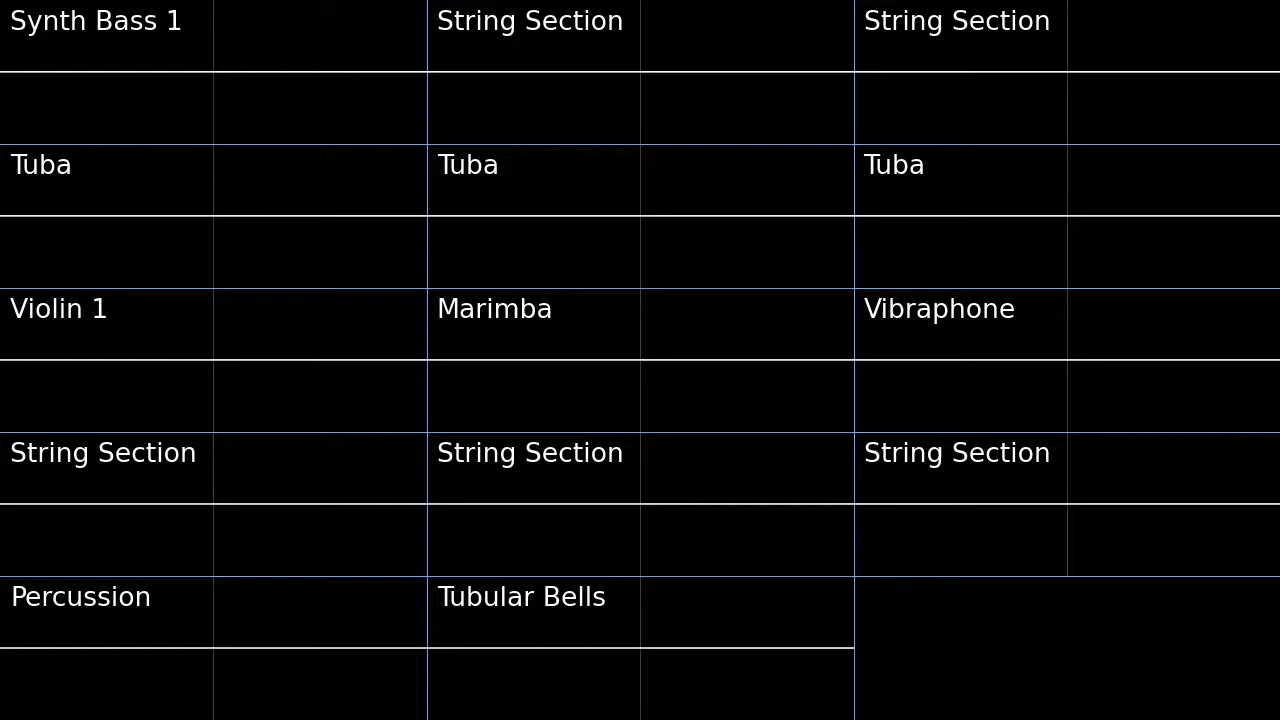 Synth Bass 1
String Section
String Section
Tuba
Tuba
Tuba
Violin 1
Marimba
Vibraphone
String Section
String Section
String Section
Percussion
Tubular Bells